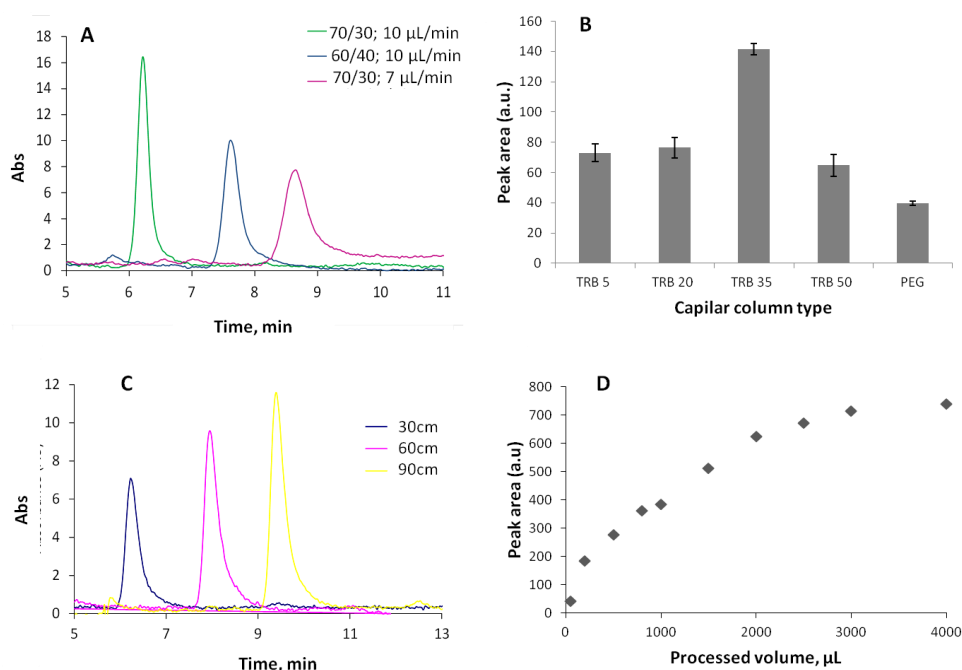 A
70/30; 10 µL/min
60/40; 10 µL/min
70/30; 7 µL/min
18
16
14
12
10
8
6
4
2
0
Abs
5 6 7 8 9 10 11
Time, min
B
160
140
120
100
80
60
40
20
0
Peak area (a.u.)
TRB 5 TRB 20 TRB 35 TRB 50 PEG
Capilar column type
C
30cm
60cm
90cm
12
10
8
6
4
2
0
Abs
5 7 9 11 13
Time, min
D
800
700
600
500
400
300
200
100
0
Peak area (a.u)
0 1000 2000 3000 4000
Processed volume, µL